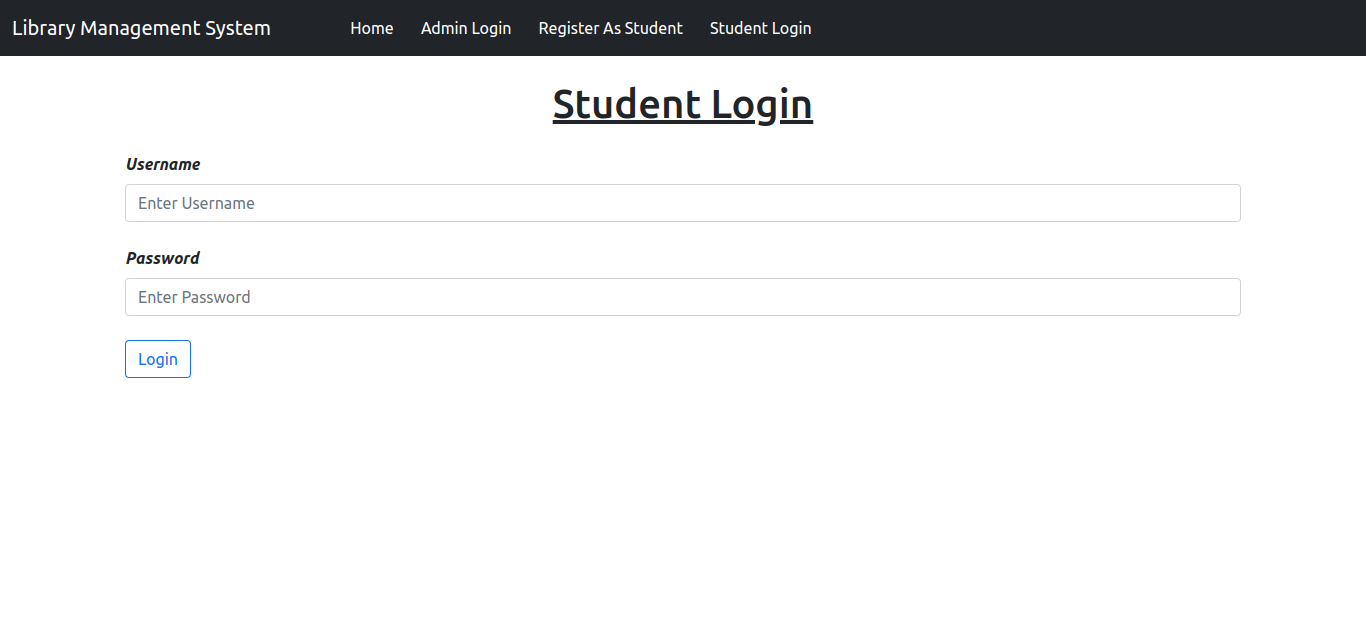 Library Management System Home Admin Login Register As Student Student Login
Student Login
Username
Enter Username
Password
Enter Password
Login